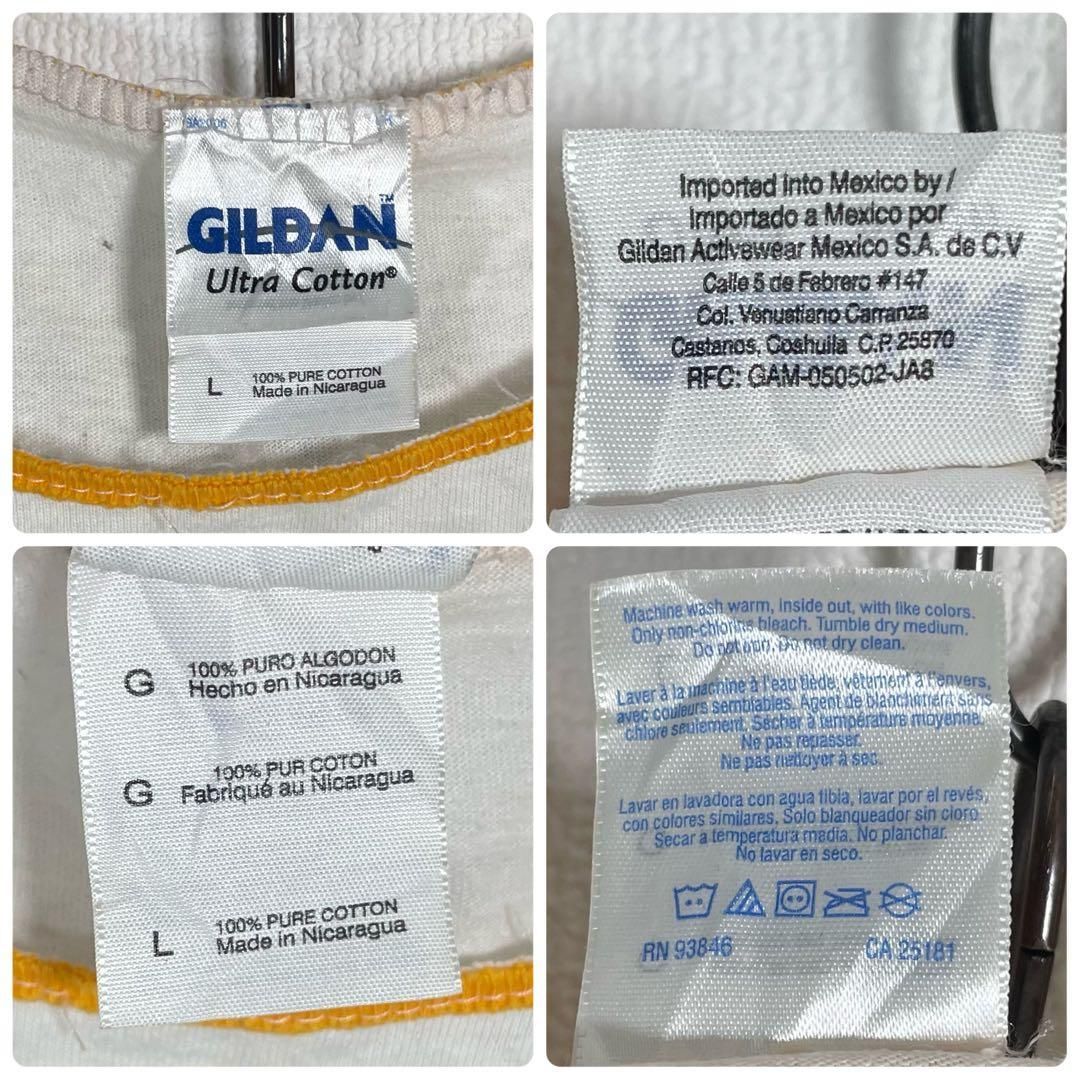 GILDAN™
Ultra Cotton®
L
100% PURE COTTON
Made in Nicaragua
Imported into Mexico by /
Importado a Mexico por
Gildan Activewear Mexico S.A. de C.V
Calle 5 de Febrero #147
Col. Venustiano Carranza
Castanos, Coahuila C.P. 25870
RFC: GAM-050502-JA8
G
100% PURO ALGODON
Hecho en Nicaragua
G
100% PUR COTON
Fabriqué au Nicaragua
L
100% PURE COTTON
Made in Nicaragua
Machine wash warm, inside out, with like colors.
Only non-chlorine bleach. Tumble dry medium.
Do not iron. Do not dry clean.
Laver à la machine à l'eau tiède, vêtement à l'envers,
avec couleurs semblables. Agent de blanchiment sans
chlore seulement. Sécher à température moyenne.
Ne pas repasser.
Ne pas nettoyer à sec.
Lavar en lavadora con agua tibia, lavar por el revés,
con colores similares. Solo blanqueador sin cloro.
Secar a temperatura media. No planchar.
No lavar en seco.
RN 93846
CA 25181